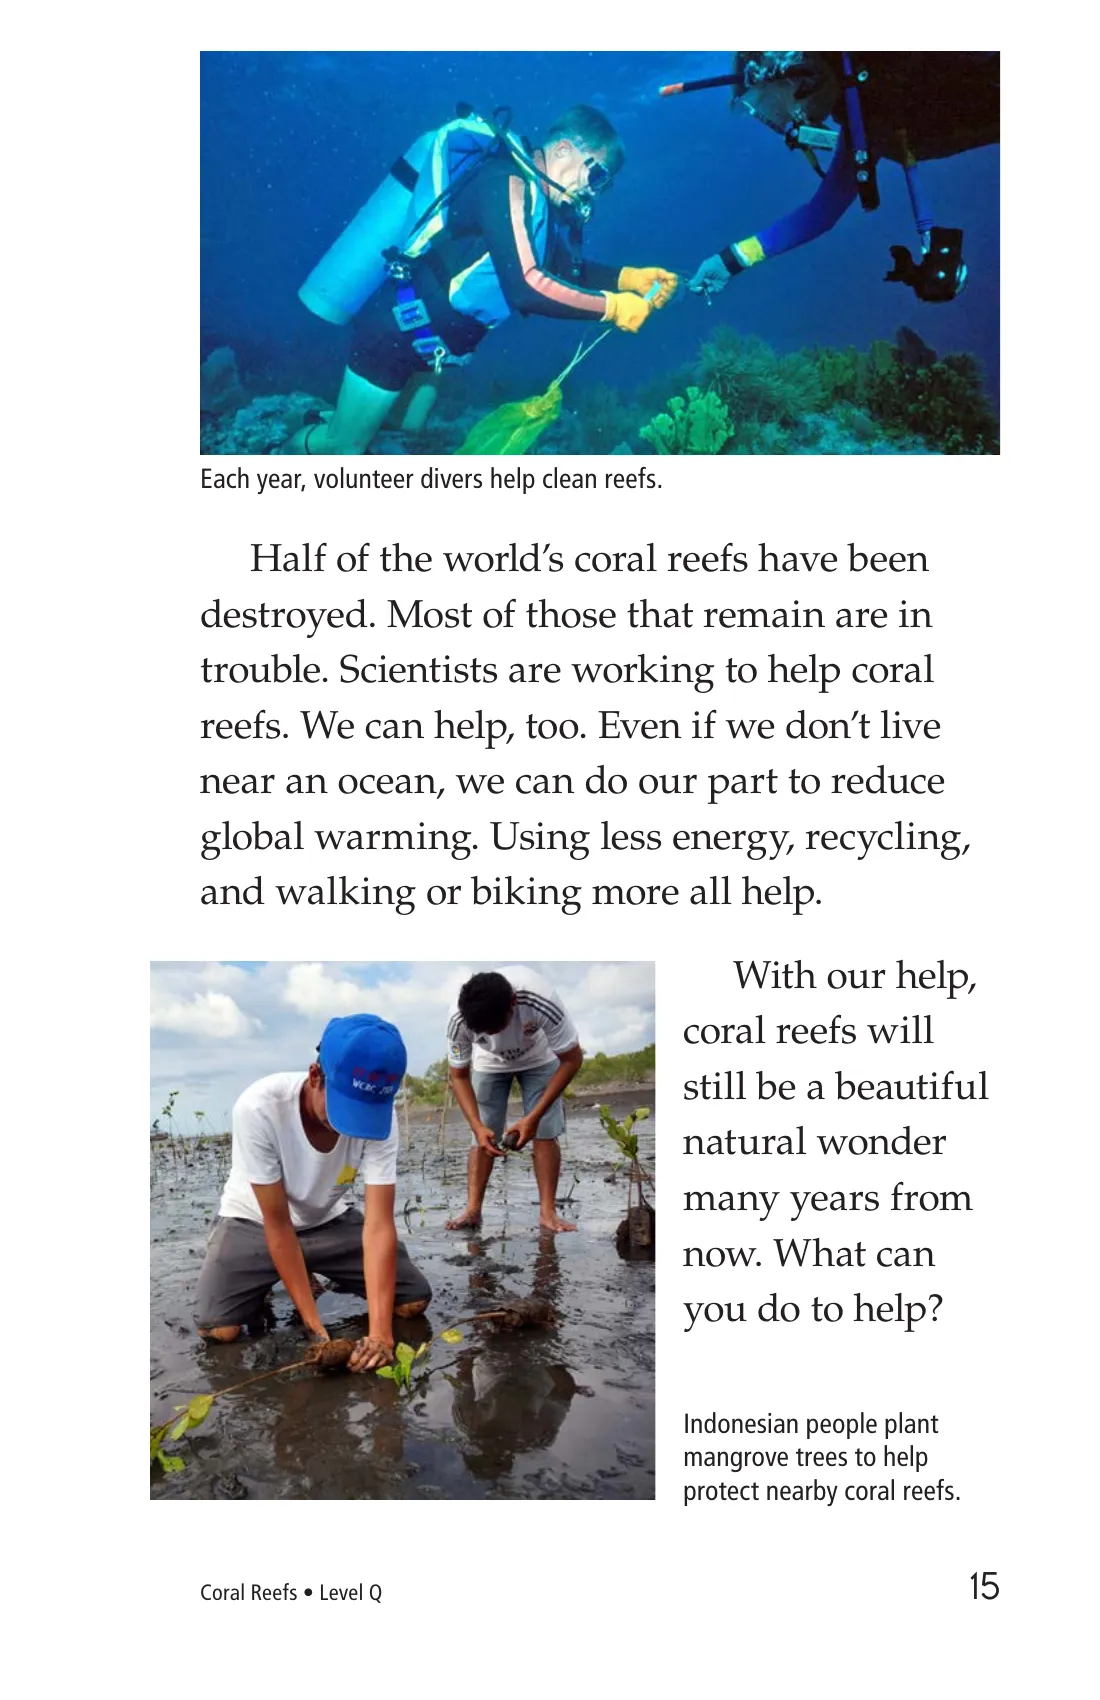 Each year, volunteer divers help clean reefs.
Half of the world’s coral reefs have been
destroyed. Most of those that remain are in
trouble. Scientists are working to help coral
reefs. We can help, too. Even if we don’t live
near an ocean, we can do our part to reduce
global warming. Using less energy, recycling,
and walking or biking more all help.
With our help,
coral reefs will
still be a beautiful
natural wonder
many years from
now. What can
you do to help?
Indonesian people plant
mangrove trees to help
protect nearby coral reefs.
Coral Reefs • Level Q
15